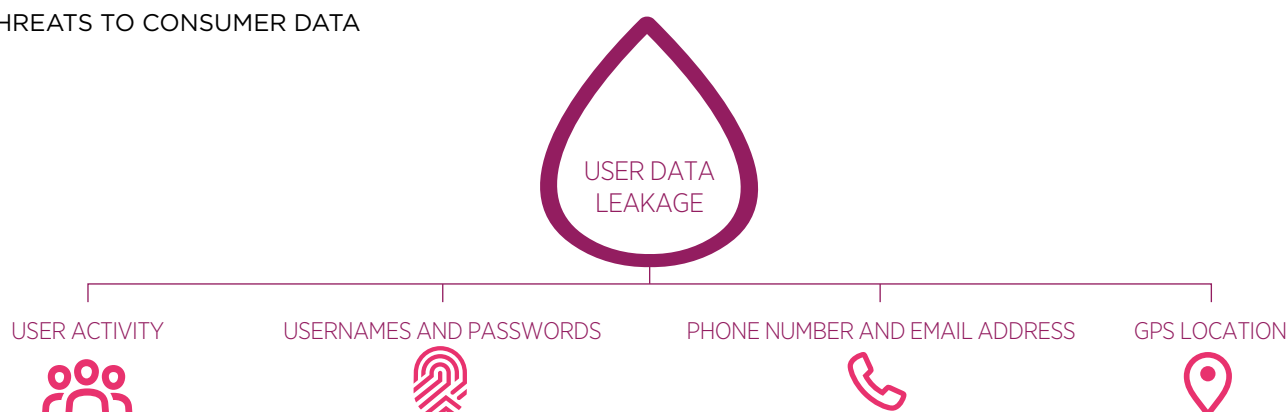 HREATS TO CONSUMER DATA
USER DATA
LEAKAGE
USER ACTIVITY
USERNAMES AND PASSWORDS
PHONE NUMBER AND EMAIL ADDRESS
GPS LOCATION